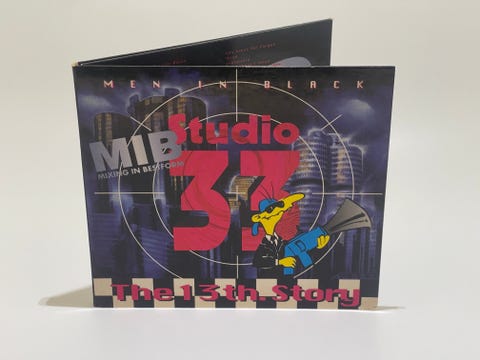 MEN IN BLACK
Studio
33
MIB
MIXING IN BESTFORM
The 13th. Story